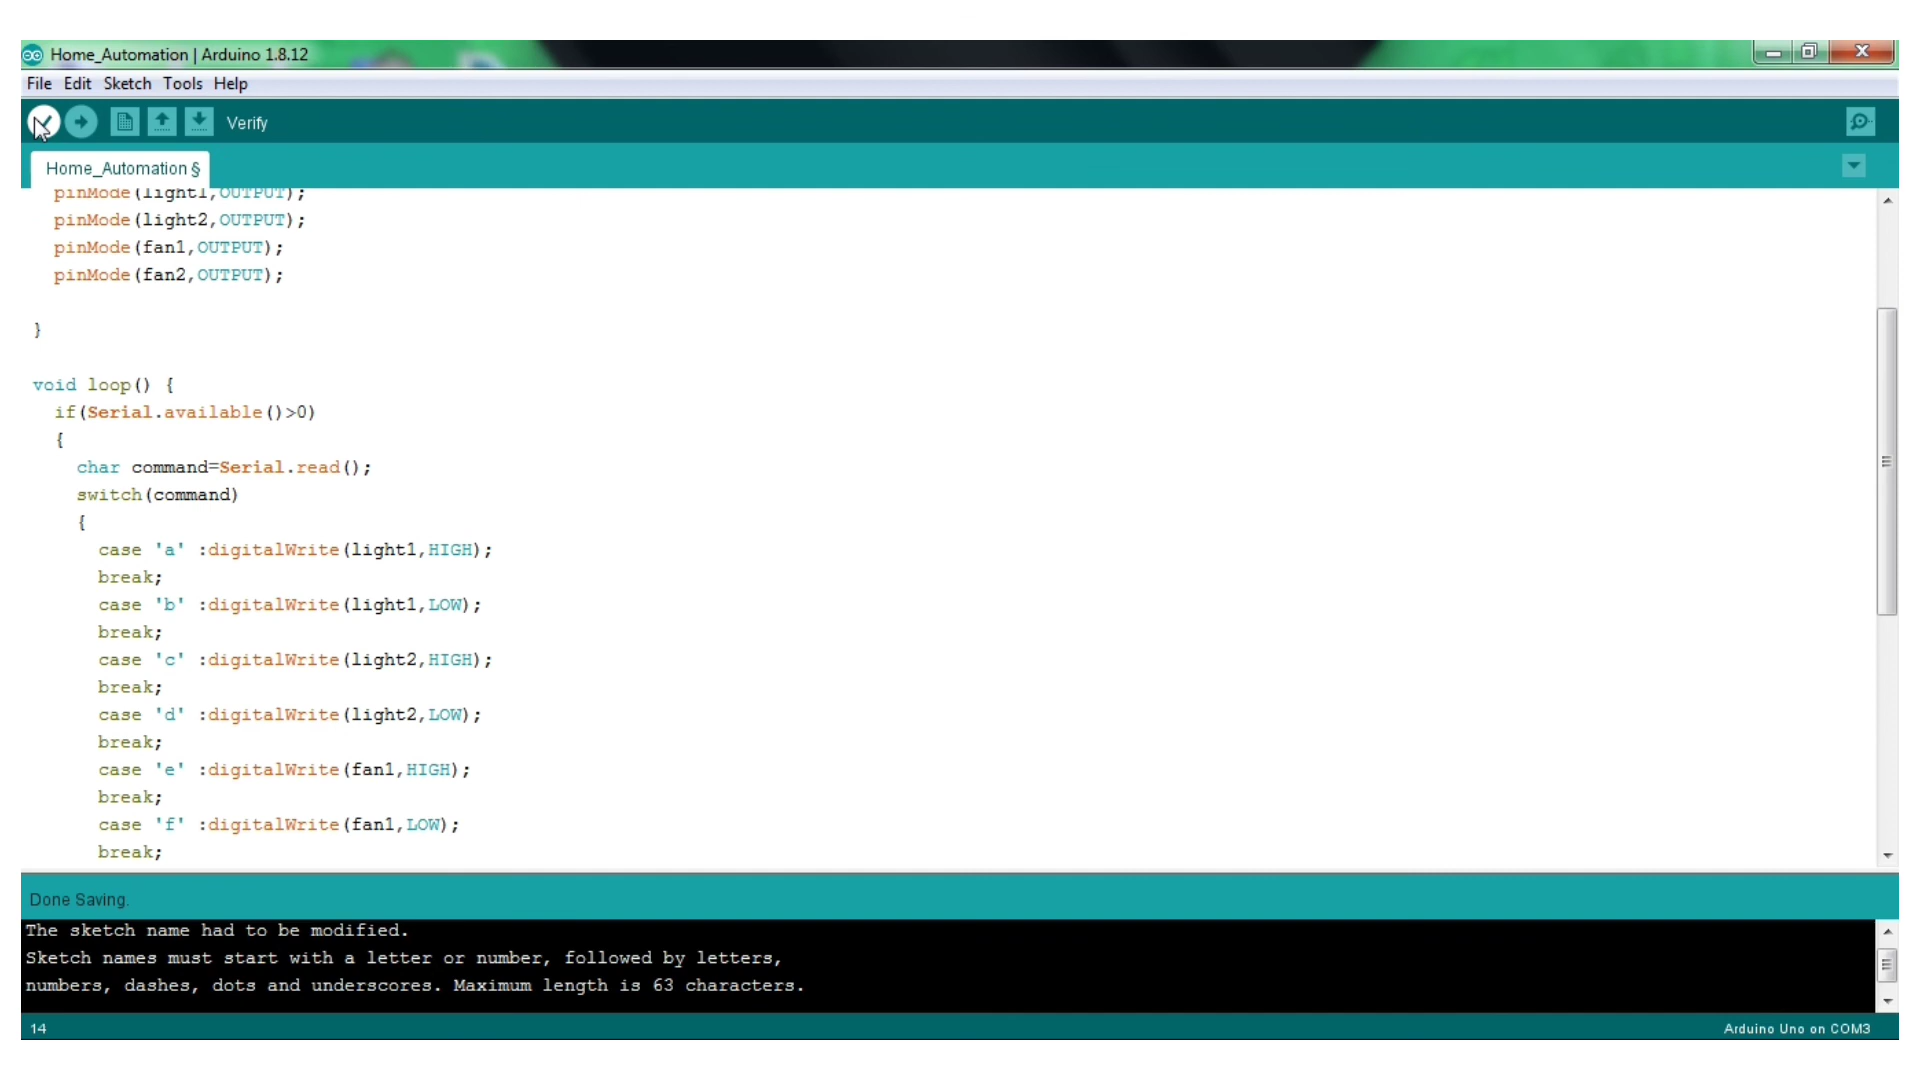 Home_Automation | Arduino 1.8.12
File Edit Sketch Tools Help
Verify
Home_Automation §
pinMode(light1,OUTPUT);
pinMode(light2,OUTPUT);
pinMode(fan1,OUTPUT);
pinMode(fan2,OUTPUT);
}
void loop() {
if(Serial.available()>0)
{
char command=Serial.read();
switch(command)
{
case 'a' :digitalWrite(light1,HIGH);
break;
case 'b' :digitalWrite(light1,LOW);
break;
case 'c' :digitalWrite(light2,HIGH);
break;
case 'd' :digitalWrite(light2,LOW);
break;
case 'e' :digitalWrite(fan1,HIGH);
break;
case 'f' :digitalWrite(fan1,LOW);
break;
Done Saving.
The sketch name had to be modified.
Sketch names must start with a letter or number, followed by letters,
numbers, dashes, dots and underscores. Maximum length is 63 characters.
14
Arduino Uno on COM3